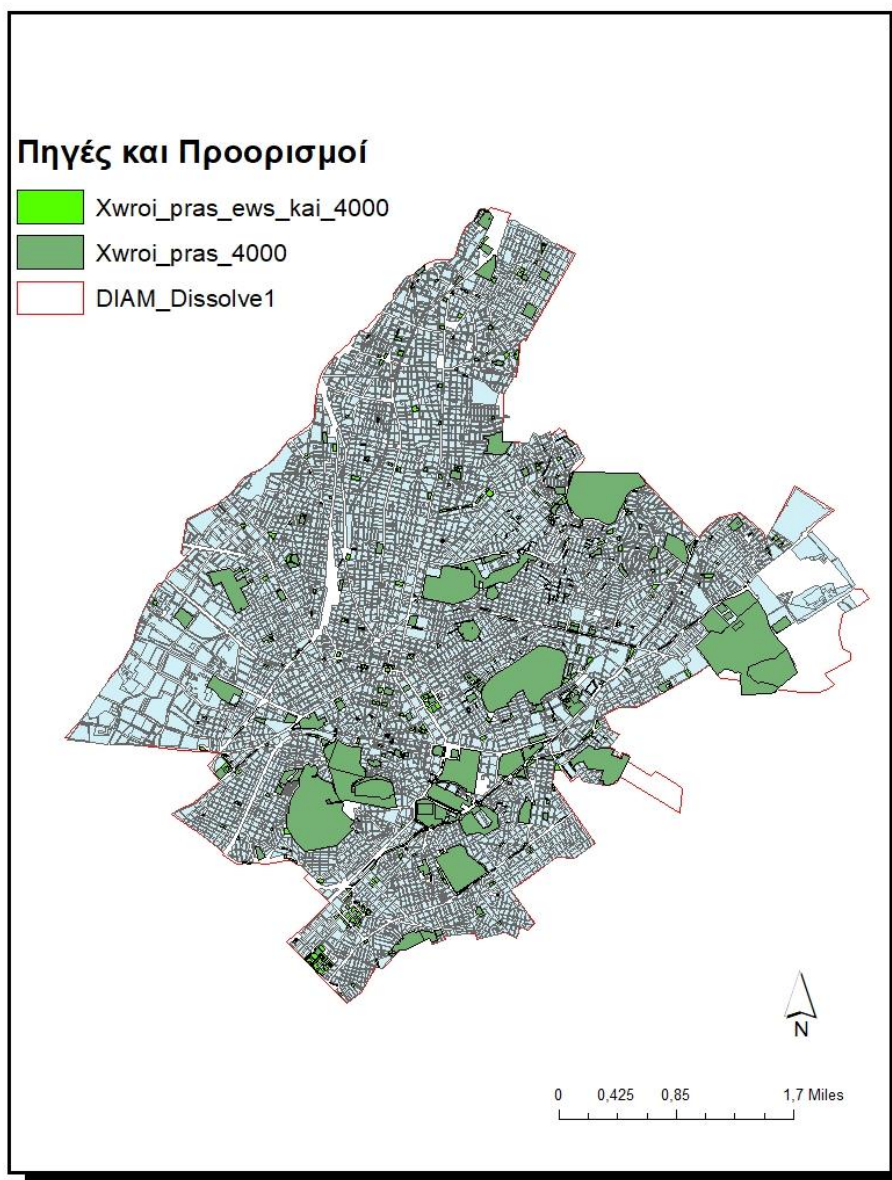 Πηγές και Προορισμοί
Xwroi_pras_ews_kai_4000
Xwroi_pras_4000
DIAM_Dissolve1
N
0 0,425 0,85 1,7 Miles